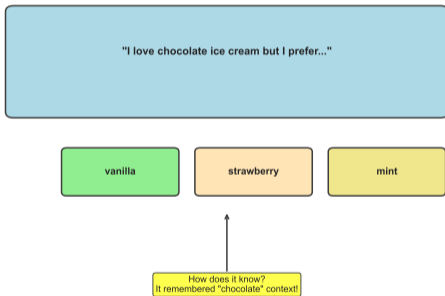 "I love chocolate ice cream but I prefer..."
vanilla
strawberry
mint
How does it know?
It remembered "chocolate" context!